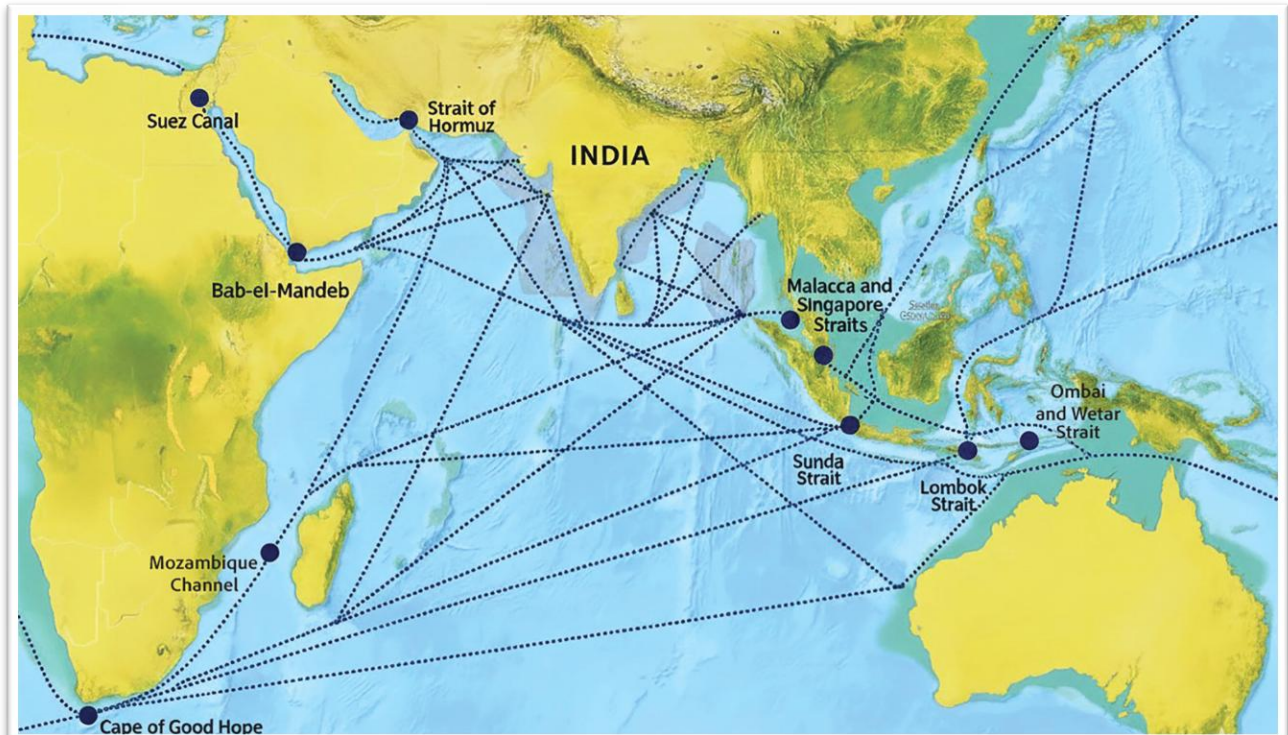 Suez Canal
Strait of
Hormuz
INDIA
Bab-el-Mandeb
Malacca and
Singapore
Straits
Ombai
and Wetar
Strait
Sunda
Strait
Lombok
Strait
Mozambique
Channel
Cape of Good Hope